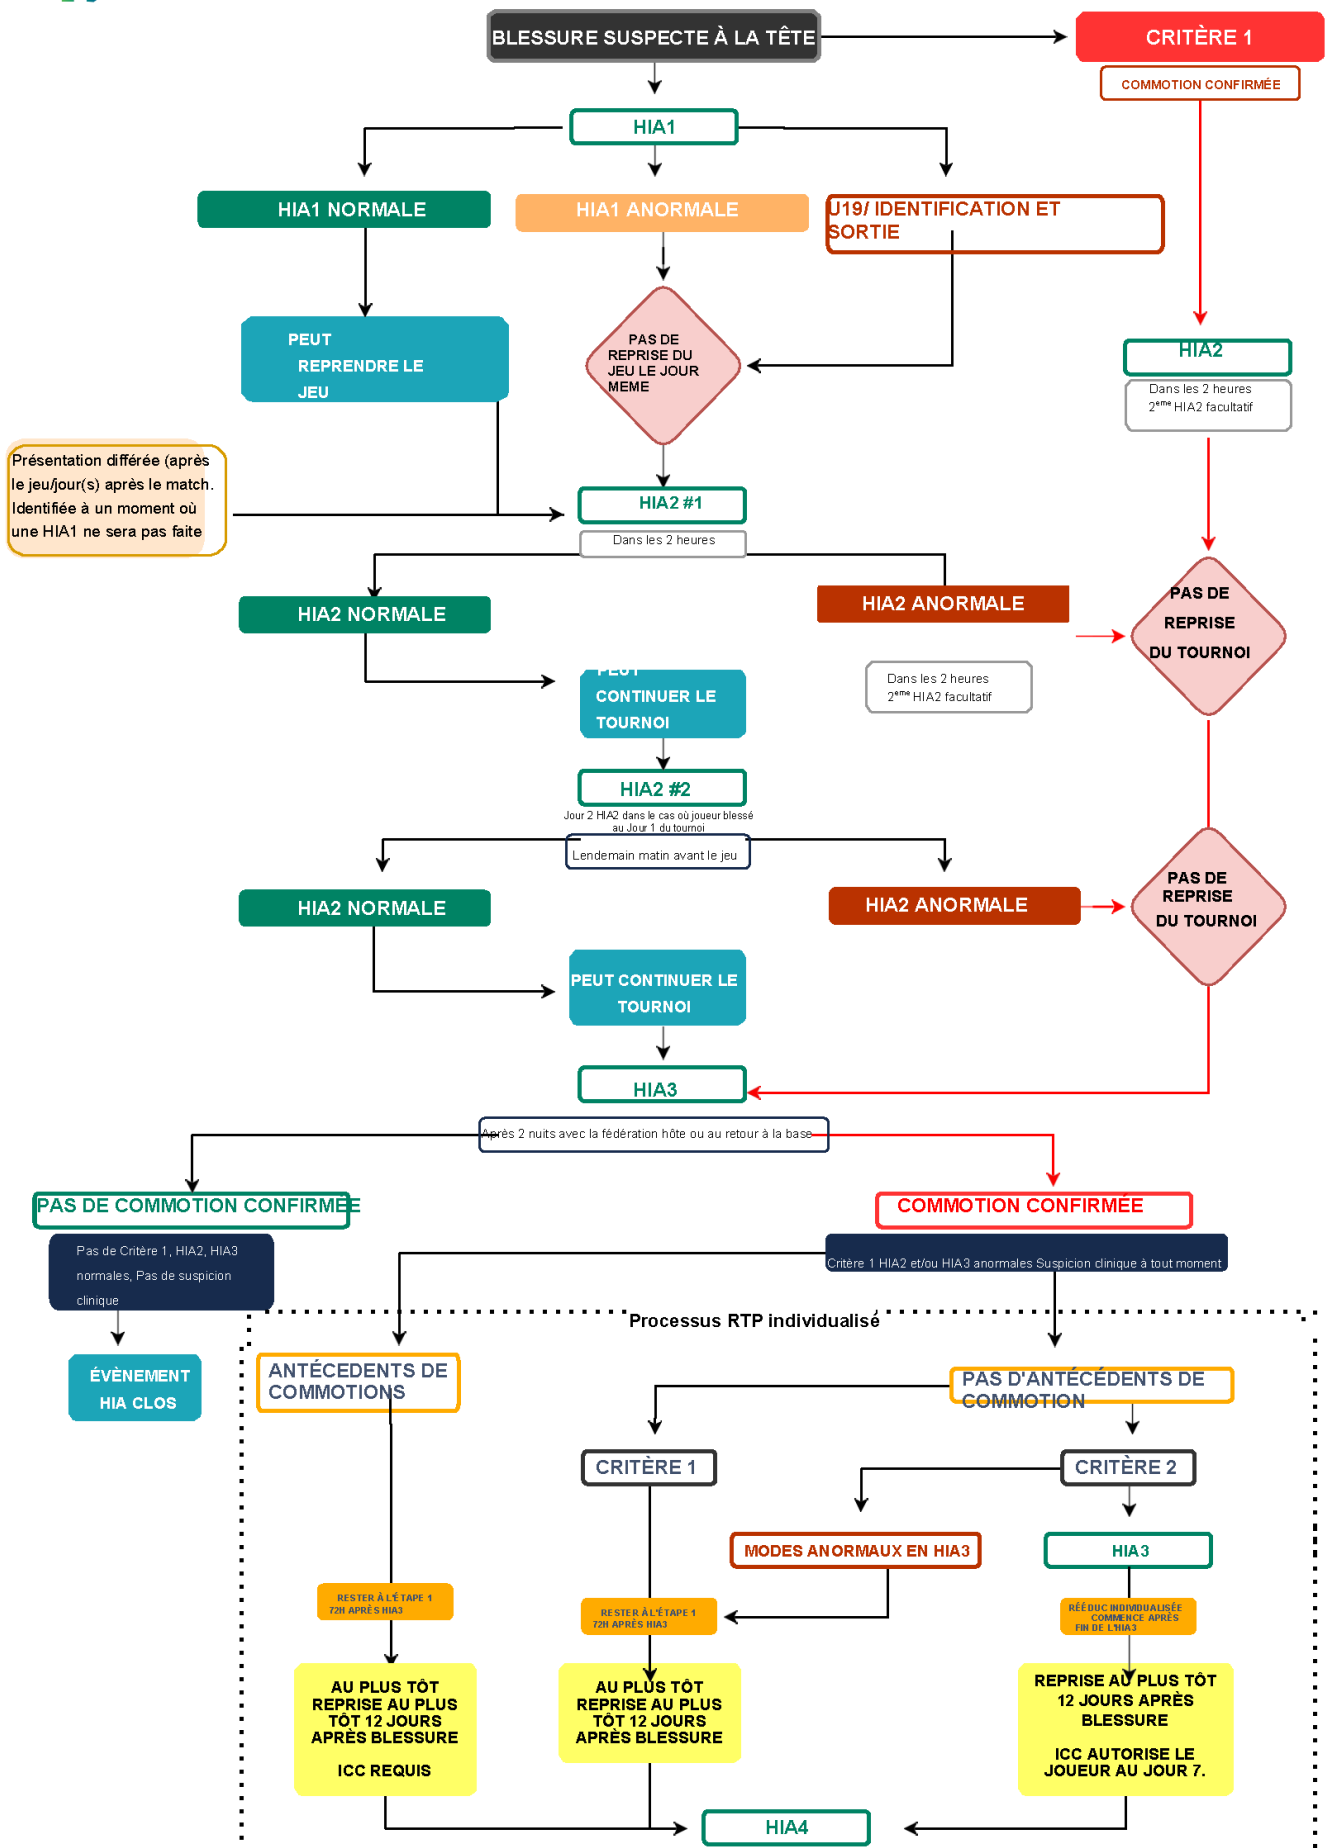 BLESSURE SUSPECTE À LA TÊTE
CRITÈRE 1
COMMOTION CONFIRMÉE
HIA1
HIA1 NORMALE
HIA1 ANORMALE
U19/ IDENTIFICATION ET
SORTIE
PEUT
REPRENDRE LE
JEU
PAS DE
REPRISE DU
JEU LE JOUR
MEME
HIA2
Dans les 2 heures
2eme HIA2 facultatif
Présentation différée (après
le jeu/jour(s) après le match.
Identifiée à un moment où
une HIA1 ne sera pas faite
HIA2 #1
Dans les 2 heures
HIA2 NORMALE
HIA2 ANORMALE
PAS DE
REPRISE
DU TOURNOI
Dans les 2 heures
2eme HIA2 facultatif
PEUT
CONTINUER LE
TOURNOI
HIA2 #2
Jour 2 HIA2 dans le cas où joueur blessé
au Jour 1 du tournoi
Lendemain matin avant le jeu
HIA2 NORMALE
HIA2 ANORMALE
PAS DE
REPRISE
DU TOURNOI
PEUT CONTINUER LE
TOURNOI
HIA3
Après 2 nuits avec la fédération hôte ou au retour à la base
PAS DE COMMOTION CONFIRMÉE
COMMOTION CONFIRMÉE
Pas de Critère 1, HIA2, HIA3
normales, Pas de suspicion
clinique
Critère 1 HIA2 et/ou HIA3 anormales Suspicion clinique à tout moment
Processus RTP individualisé
ÉVÈNEMENT
HIA CLOS
ANTÉCEDENTS DE
COMMOTIONS
PAS D'ANTÉCÉDENTS DE
COMMOTION
CRITÈRE 1
CRITÈRE 2
MODES ANORMAUX EN HIA3
HIA3
RESTER À L'ÉTAPE 1
72H APRÈS HIA3
RESTER À L'ÉTAPE 1
72H APRÈS HIA3
RÉÉDUC INDIVIDUALISÉE
COMMENCE APRÈS
FIN DE L'HIA3
AU PLUS TÔT
REPRISE AU PLUS
TÔT 12 JOURS
APRÈS BLESSURE
ICC REQUIS
AU PLUS TÔT
REPRISE AU PLUS
TÔT 12 JOURS
APRÈS BLESSURE
REPRISE AU PLUS TÔT
12 JOURS APRÈS
BLESSURE
ICC AUTORISE LE
JOUEUR AU JOUR 7.
HIA4